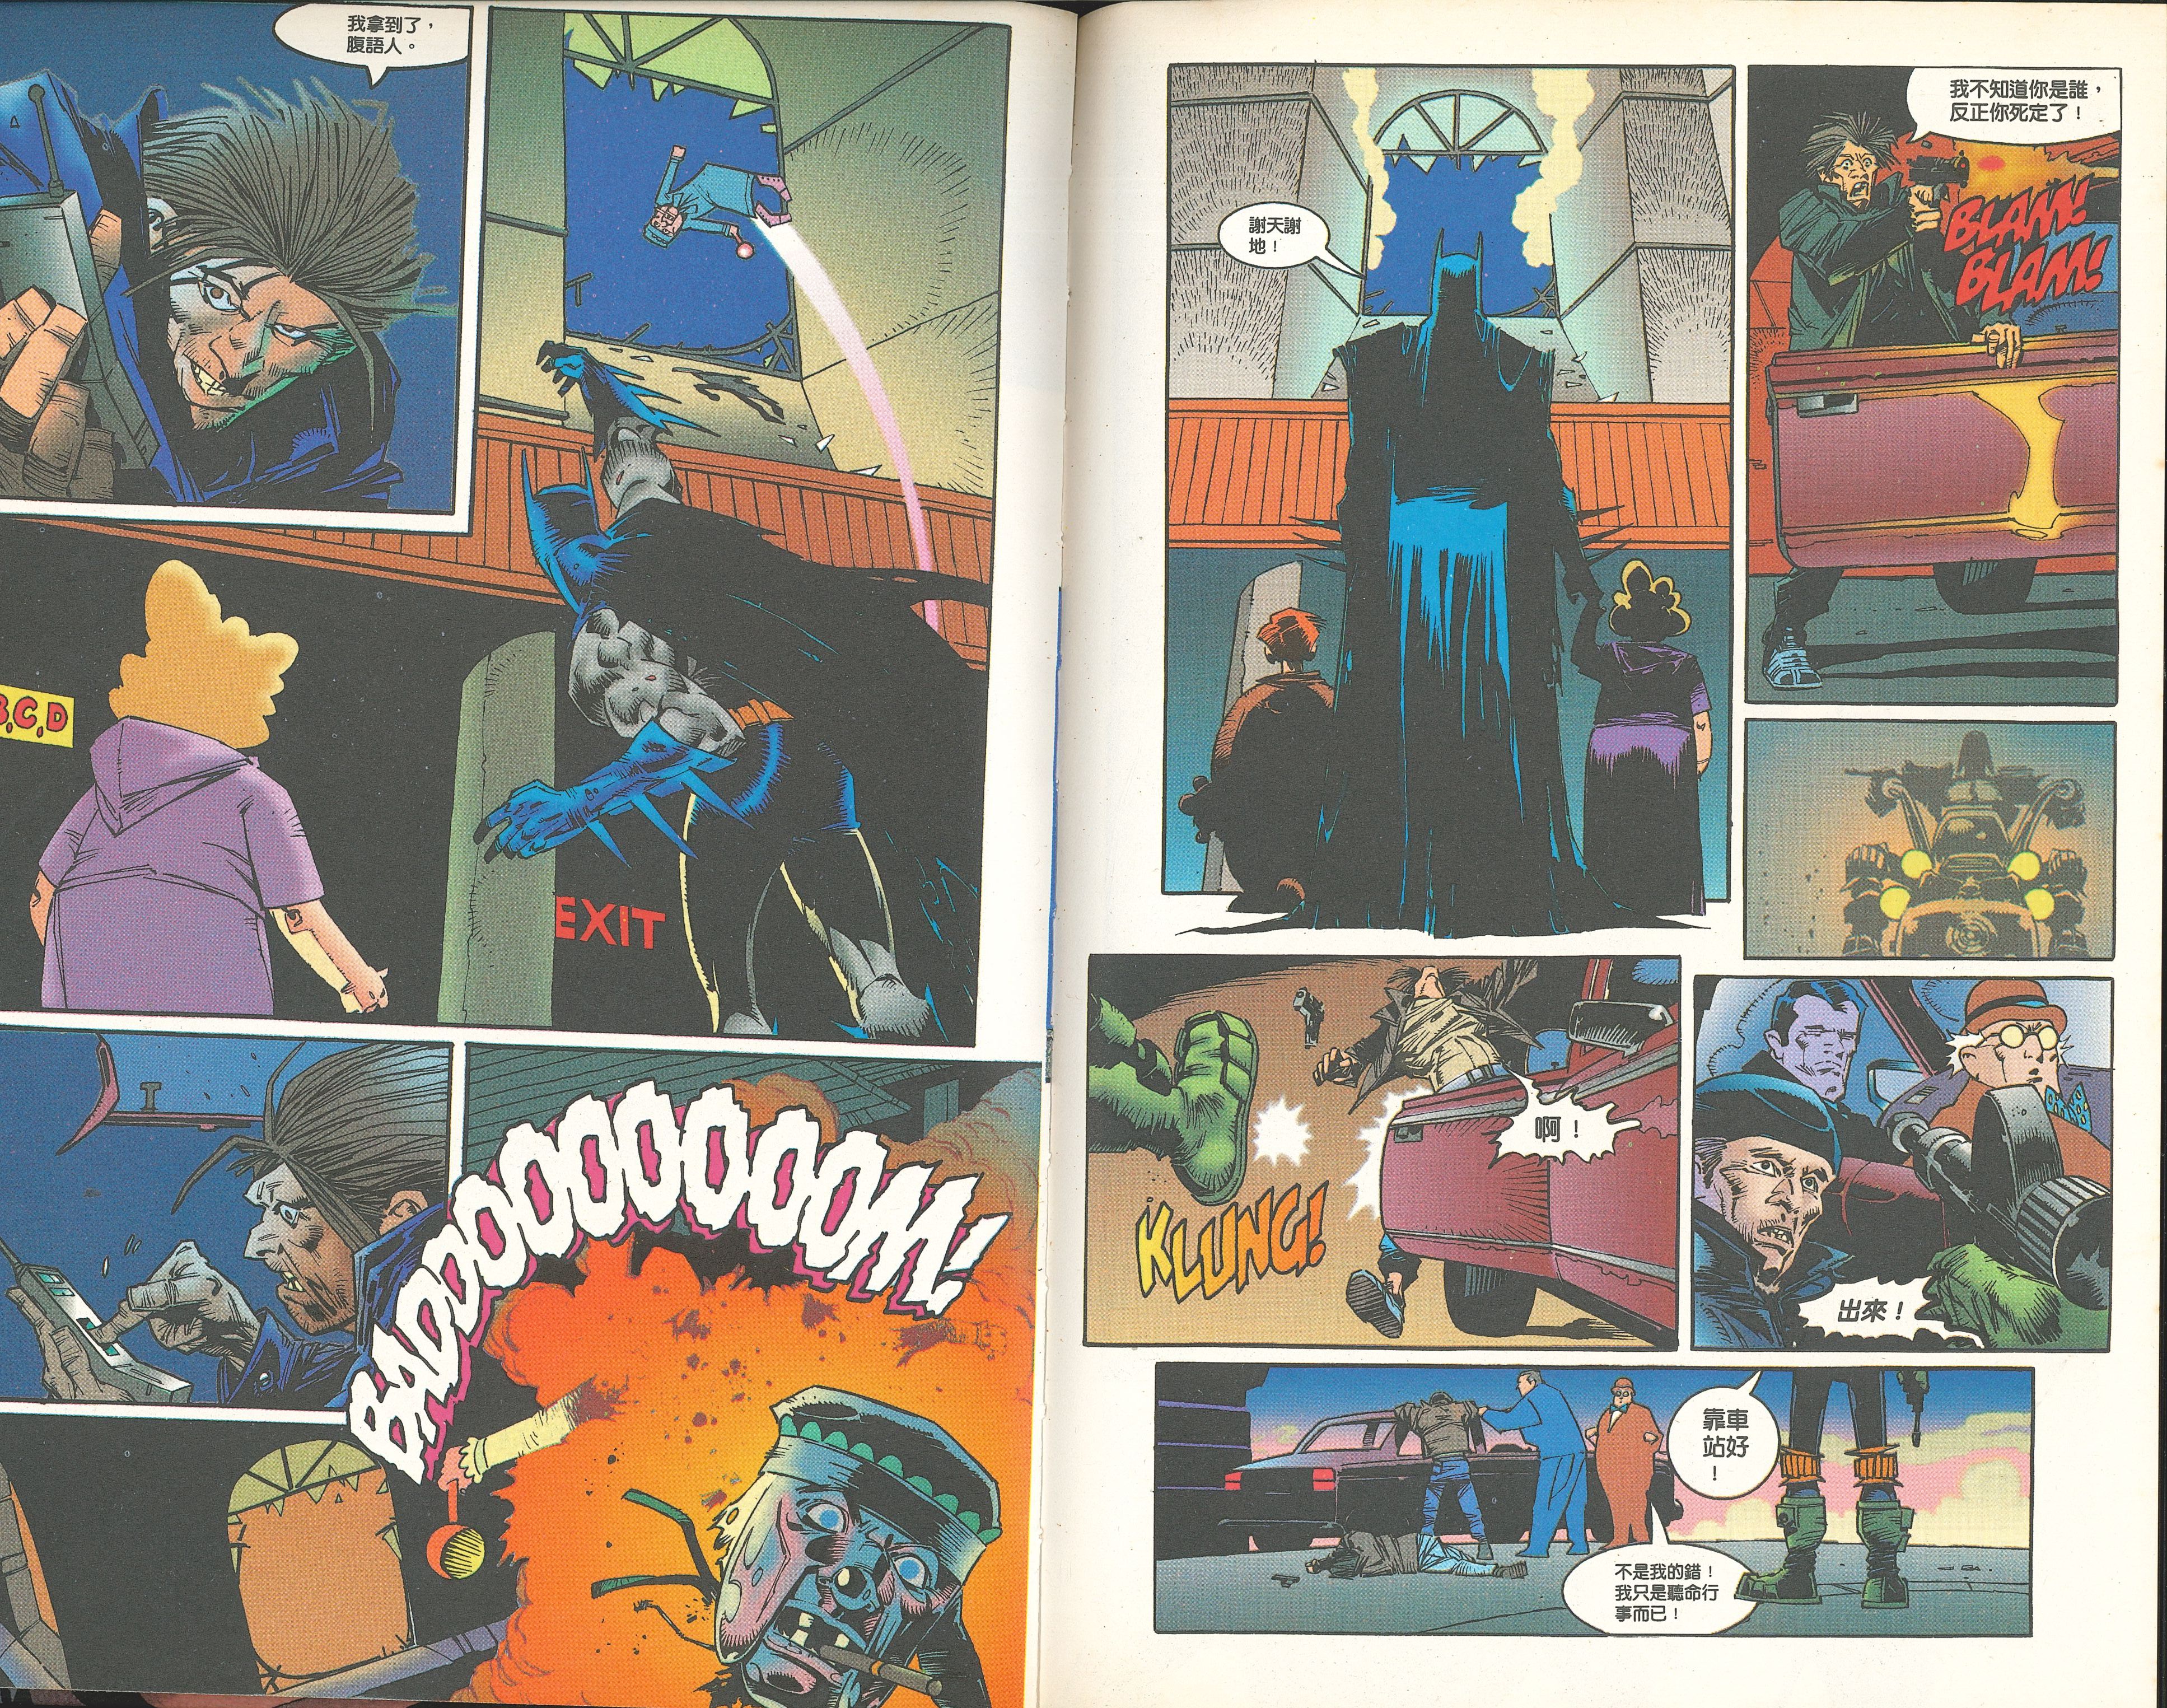 我拿到了，
腹語人。
B,C,D
EXIT
BADDOOOOOOOOM!
謝天謝
地！
我不知道你是誰，
反正你死定了！
BLAM!
BLAM!
啊！
KLUNG!
出來！
靠車
站好
！
不是我的錯！
我只是聽命行
事而已！